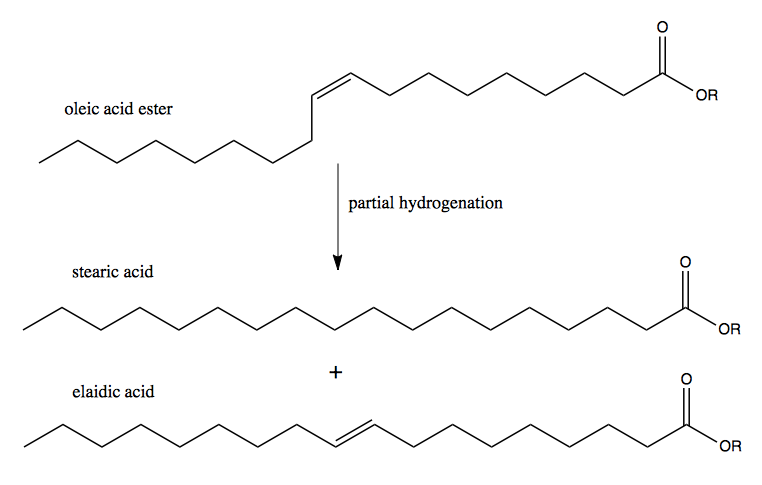 O
OR
oleic acid ester
partial hydrogenation
stearic acid
O
OR
+
elaidic acid
O
OR